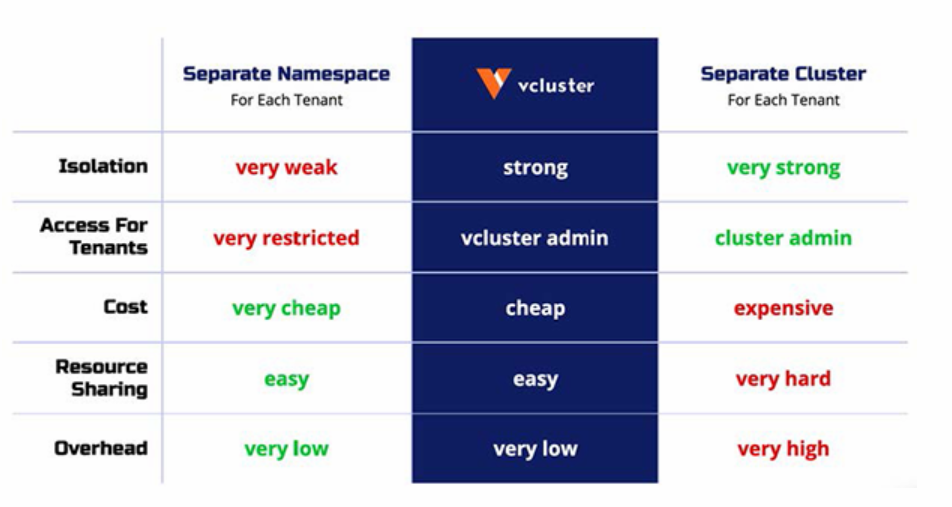 Separate Namespace
For Each Tenant
vcluster
Separate Cluster
For Each Tenant
Isolation very weak strong very strong
Access For
Tenants very restricted vcluster admin cluster admin
Cost very cheap cheap expensive
Resource
Sharing easy easy very hard
Overhead very low very low very high